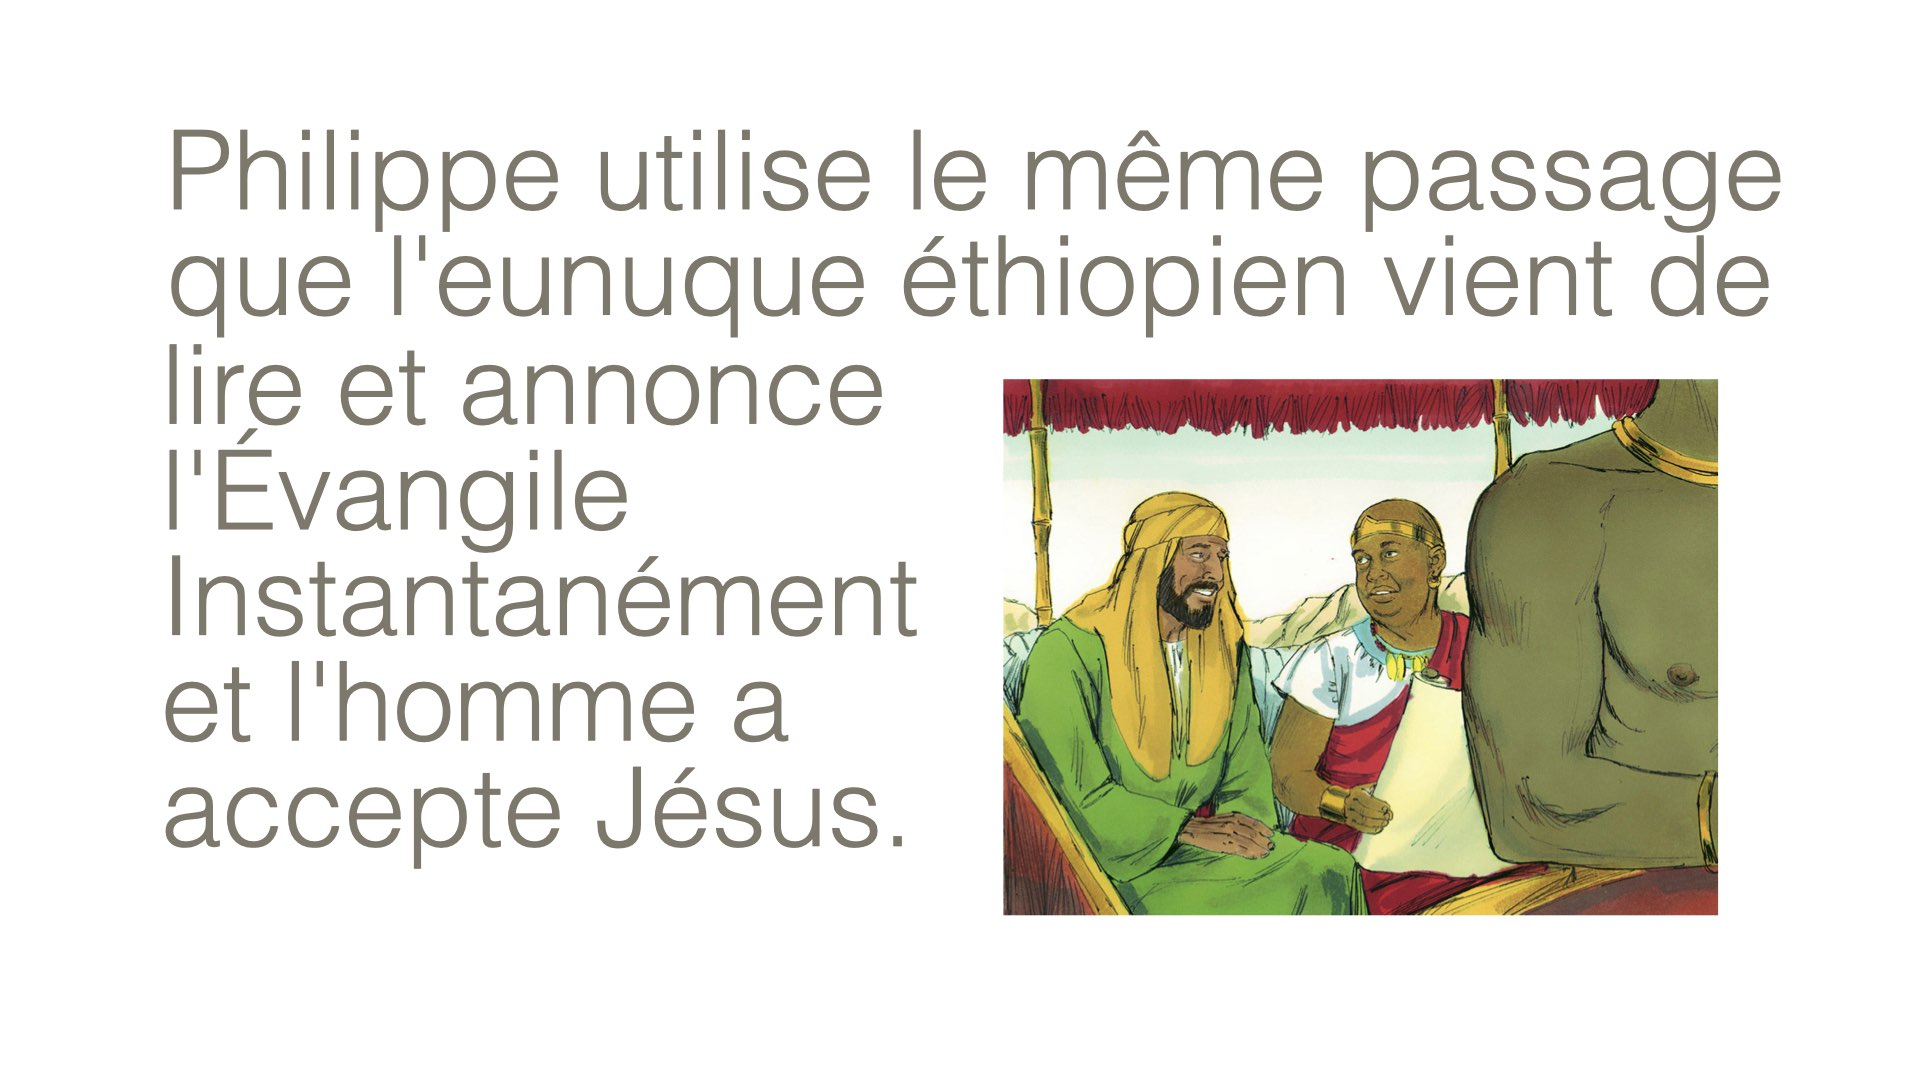 Philippe utilise le même passage
que l'eunuque éthiopien vient de
lire et annonce
l'Évangile
Instantanément
et l'homme a
accepte Jésus.